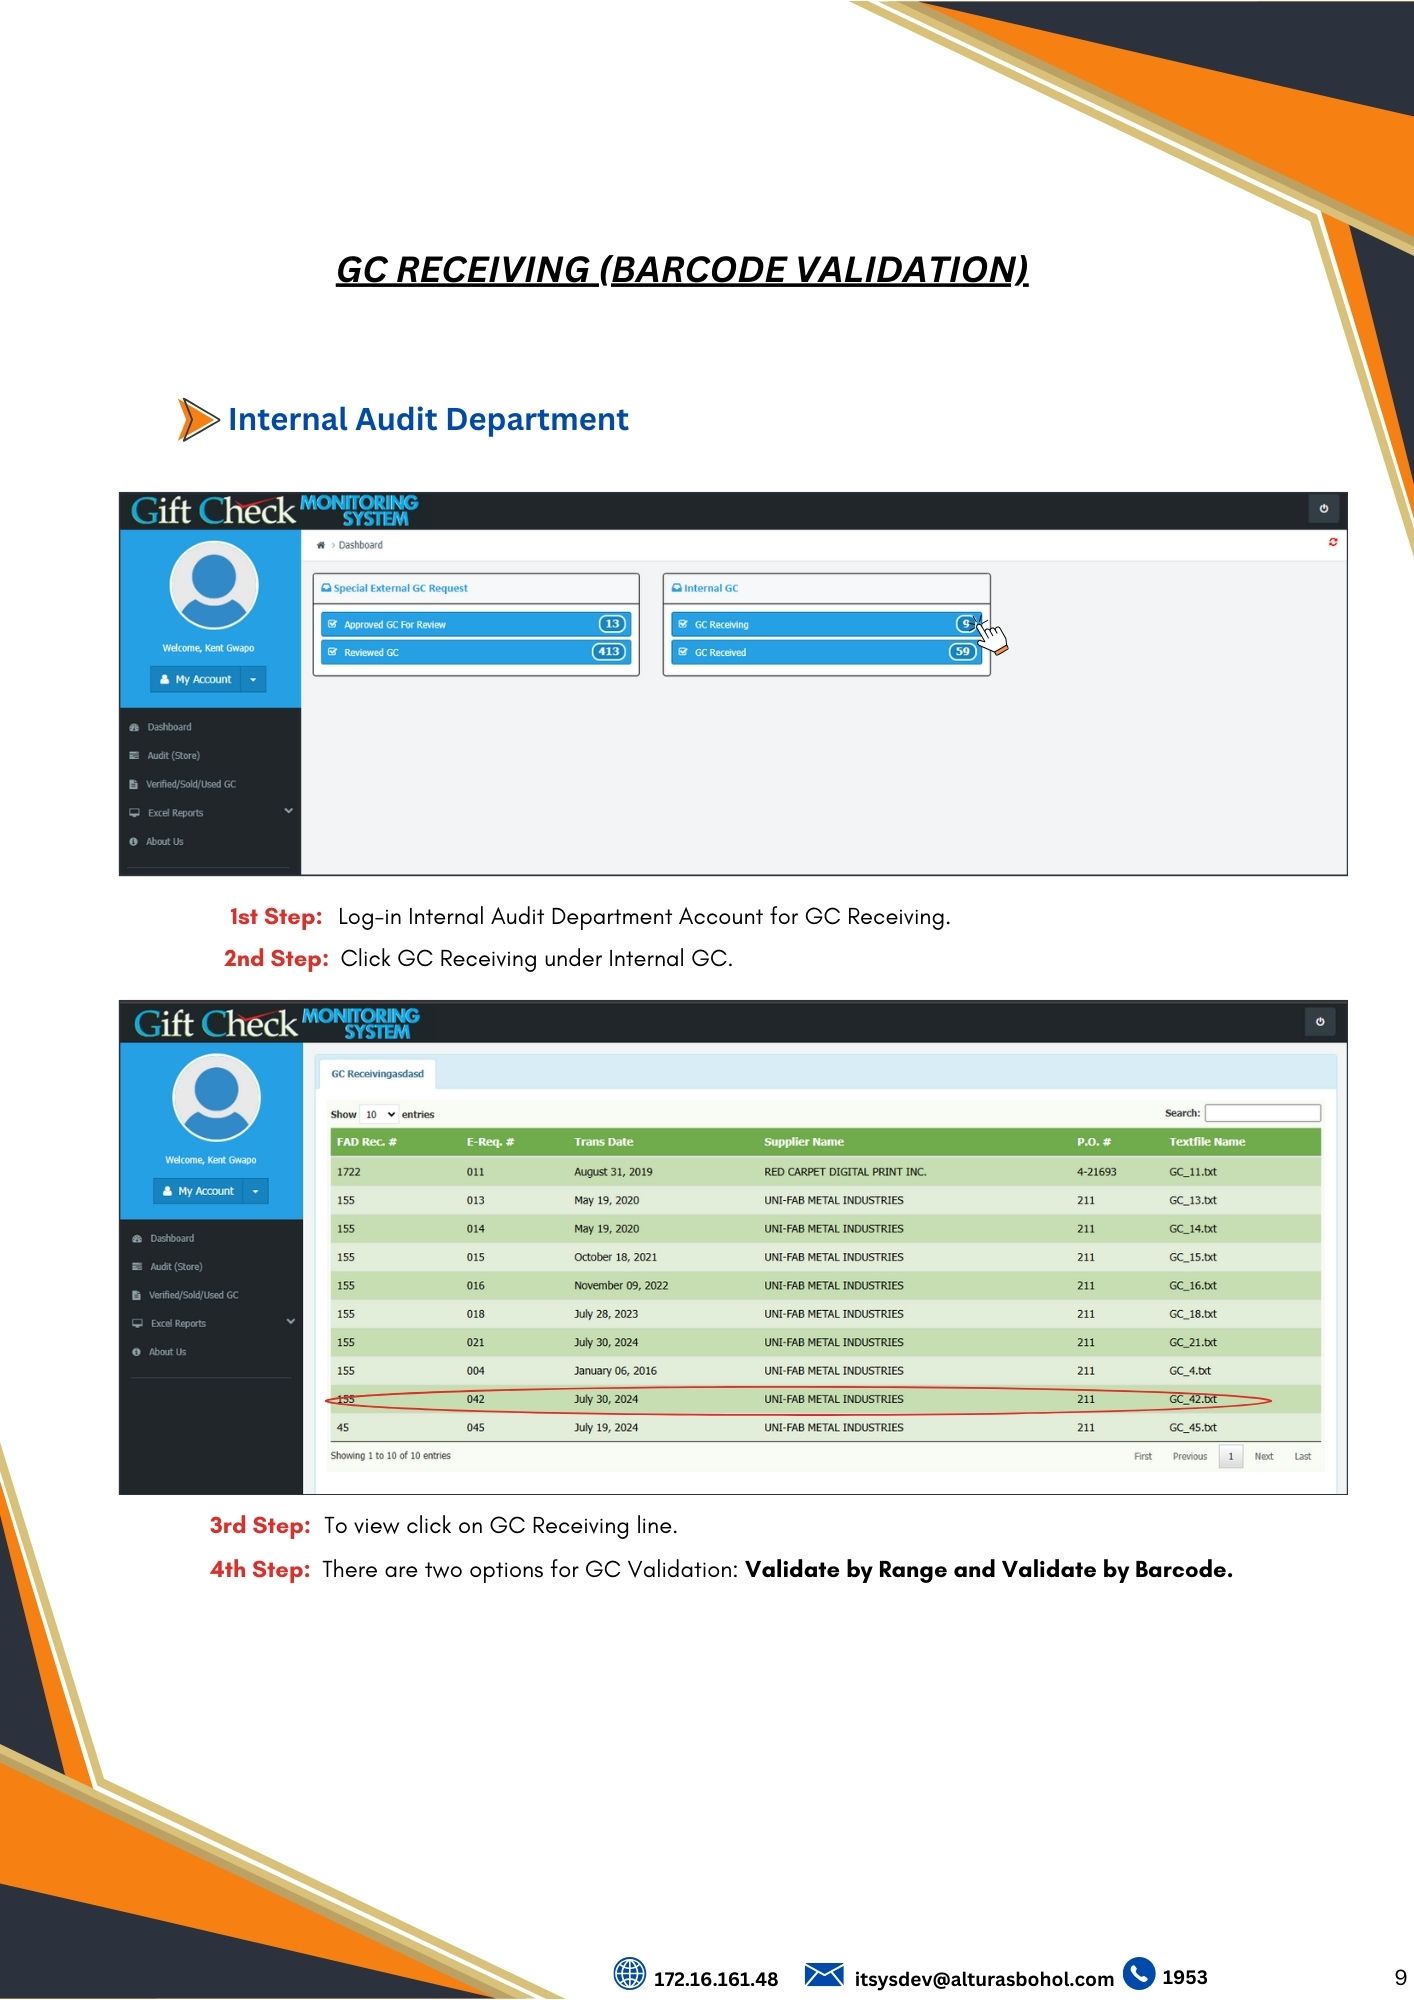 GC RECEIVING (BARCODE VALIDATION)
Internal Audit Department
Gift Check MONITORING SYSTEM
Dashboard
Welcome, Kent Gwapo
My Account
Dashboard
Audit (Store)
Verified/Sold/Used GC
Excel Reports
About Us
Special External GC Request
Approved GC For Review 13
Reviewed GC 413
Internal GC
GC Receiving
GC Received 59
1st Step: Log-in Internal Audit Department Account for GC Receiving.
2nd Step: Click GC Receiving under Internal GC.
Gift Check MONITORING SYSTEM
Welcome, Kent Gwapo
My Account
Dashboard
Audit (Store)
Verified/Sold/Used GC
Excel Reports
About Us
GC Receivingasdasd
Show 10 entries Search:
FAD Rec. # E-Req. # Trans Date Supplier Name P.O. # Textfile Name
1722 011 August 31, 2019 RED CARPET DIGITAL PRINT INC. 4-21693 GC_11.txt
155 013 May 19, 2020 UNI-FAB METAL INDUSTRIES 211 GC_13.txt
155 014 May 19, 2020 UNI-FAB METAL INDUSTRIES 211 GC_14.txt
155 015 October 18, 2021 UNI-FAB METAL INDUSTRIES 211 GC_15.txt
155 016 November 09, 2022 UNI-FAB METAL INDUSTRIES 211 GC_16.txt
155 018 July 28, 2023 UNI-FAB METAL INDUSTRIES 211 GC_18.txt
155 021 July 30, 2024 UNI-FAB METAL INDUSTRIES 211 GC_21.txt
155 004 January 06, 2016 UNI-FAB METAL INDUSTRIES 211 GC_4.txt
155 042 July 30, 2024 UNI-FAB METAL INDUSTRIES 211 GC_42.txt
45 045 July 19, 2024 UNI-FAB METAL INDUSTRIES 211 GC_45.txt
Showing 1 to 10 of 10 entries First Previous 1 Next Last
3rd Step: To view click on GC Receiving line.
4th Step: There are two options for GC Validation: Validate by Range and Validate by Barcode.
172.16.161.48 itsysdev@alturasbohol.com 1953
9